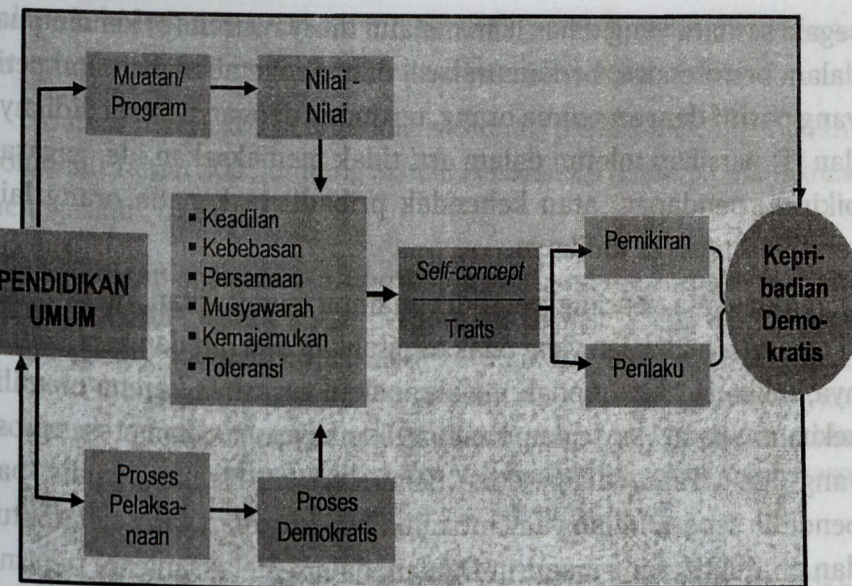 Muatan/
Program
Nilai -
Nilai
PENDIDIKAN
UMUM
▪ Keadilan
▪ Kebebasan
▪ Persamaan
▪ Musyawarah
▪ Kemajemukan
▪ Toleransi
Self-concept
Traits
Pemikiran
Perilaku
Kepri-
badian
Demo-
kratis
Proses
Pelaksa-
naan
Proses
Demokratis